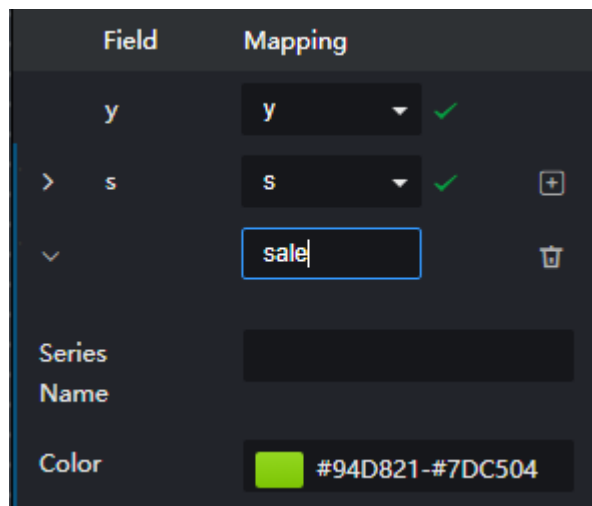 Field Mapping
y y
s s
sale
Series
Name
Color #94D821-#7DC504